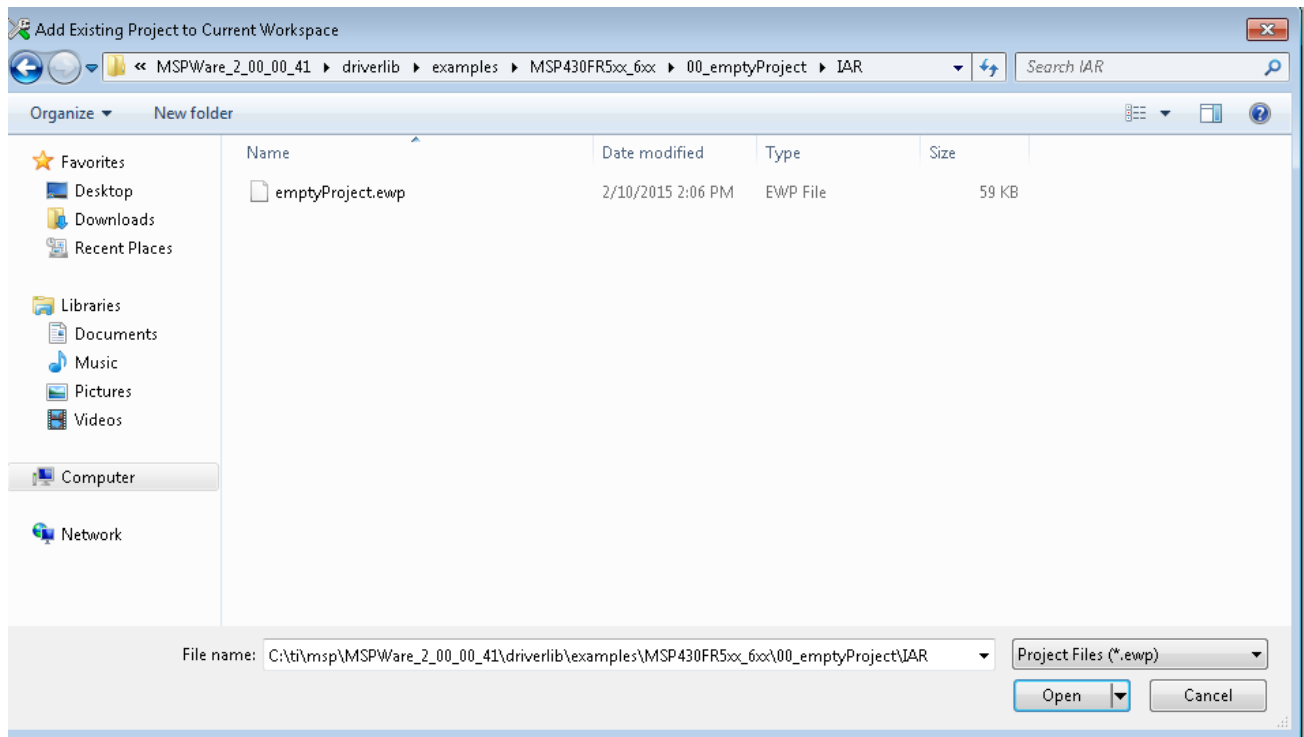 Add Existing Project to Current Workspace
« MSPWare_2_00_00_41 ▸ driverlib ▸ examples ▸ MSP430FR5xx_6xx ▸ 00_emptyProject ▸ IAR
Search IAR
Organize
New folder
Favorites
Desktop
Downloads
Recent Places
Libraries
Documents
Music
Pictures
Videos
Computer
Network
Name Date modified Type Size
emptyProject.ewp 2/10/2015 2:06 PM EWP File 59 KB
File name: C:\ti\msp\MSPWare_2_00_00_41\driverlib\examples\MSP430FR5xx_6xx\00_emptyProject\IAR
Project Files (*.ewp)
Open
Cancel